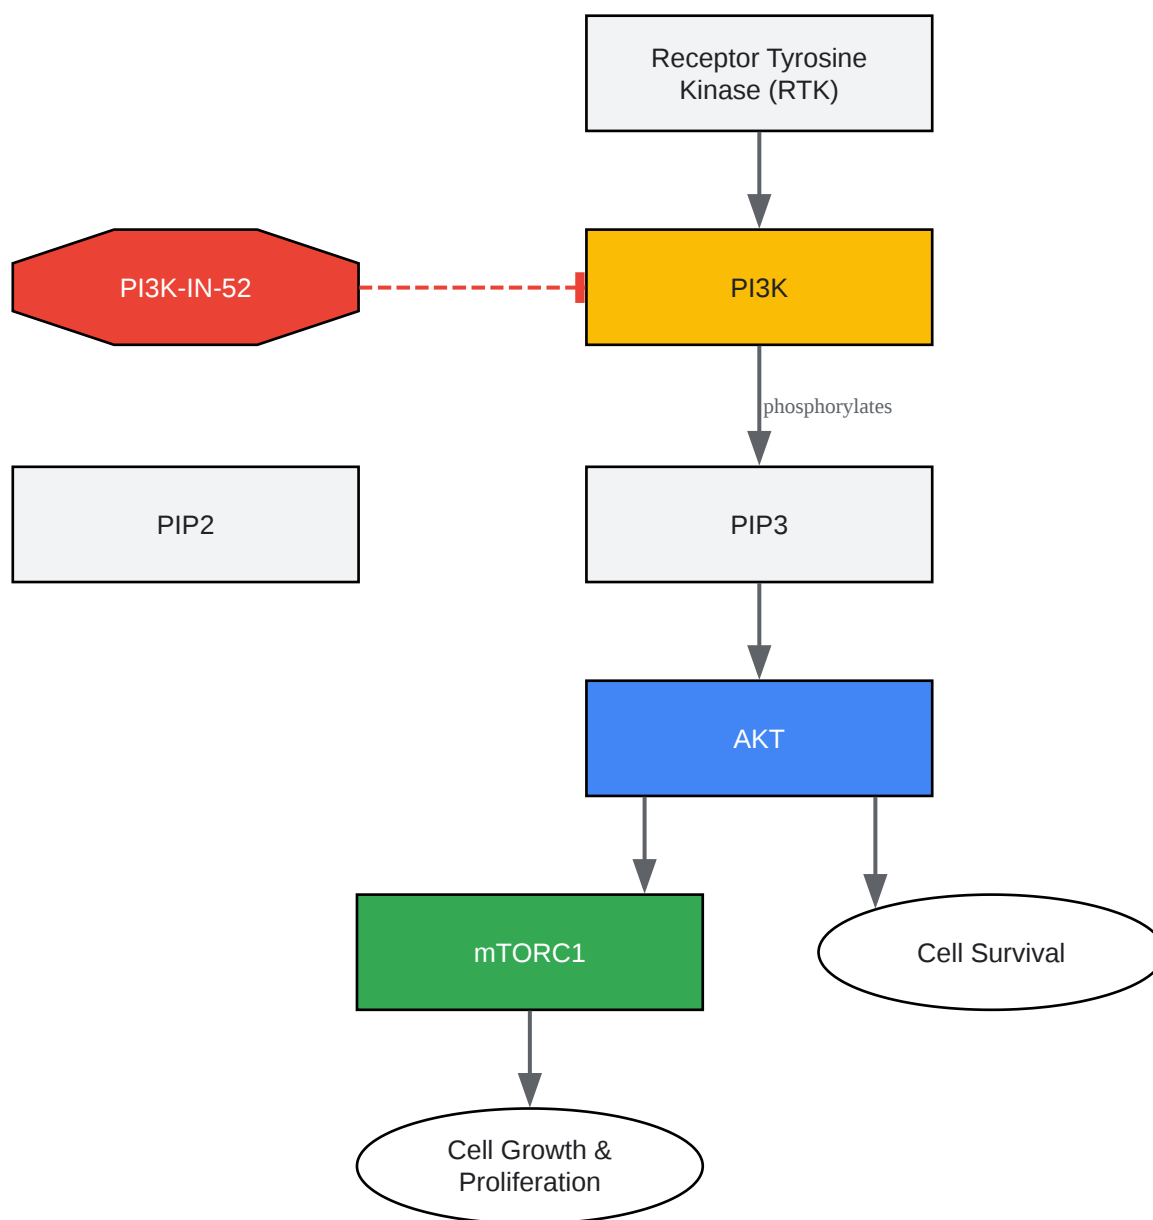 Receptor Tyrosine
Kinase (RTK)
PI3K-IN-52
PI3K
phosphorylates
PIP2
PIP3
AKT
mTORC1
Cell Survival
Cell Growth &
Proliferation